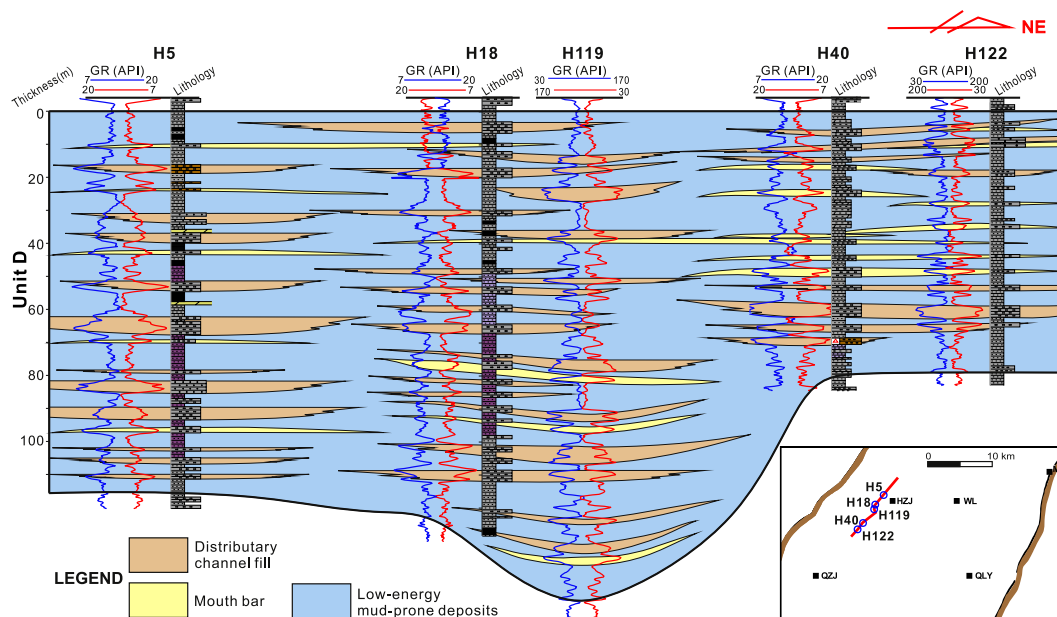 NE
H5
H18
H119
H40
H122
Thickness(m)
GR (API)
Lithology
GR (API)
Lithology
GR (API)
GR (API)
Lithology
GR (API)
Lithology
7 20
20 7
7 20
20 7
30 170
170 30
7 20
20 7
30 200
200 30
0
20
40
60
80
100
Unit D
LEGEND
Distributary
channel fill
Mouth bar
Low-energy
mud-prone deposits
0 10 km
H5
HZJ
WL
H18
H119
H40
H122
QZJ
QLY